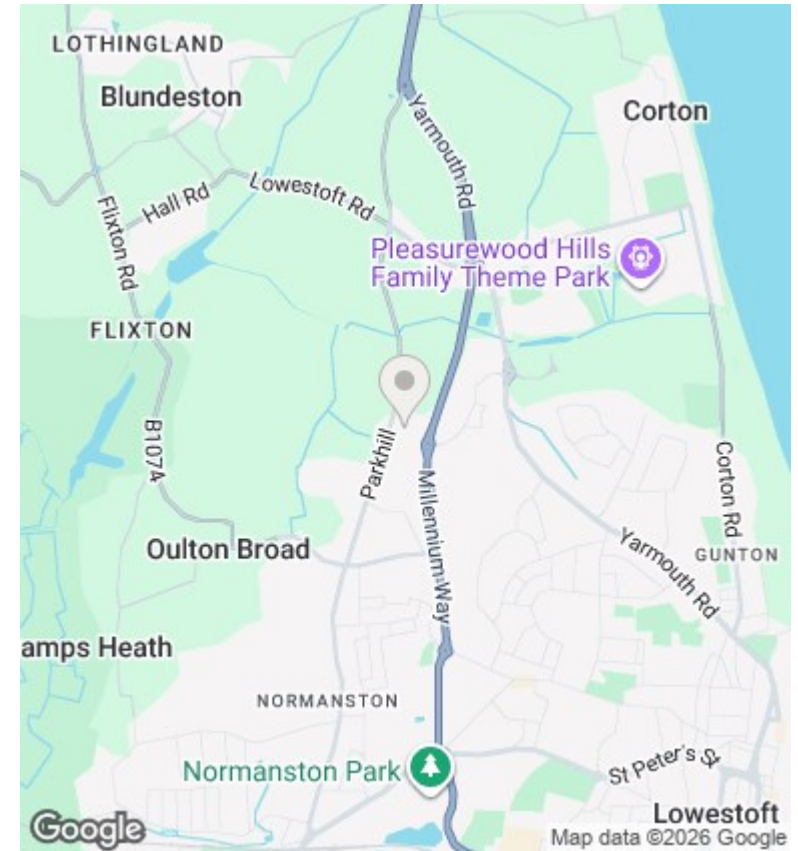 LOTHINGLAND
Blundeston
Corton
Yarmouth Rd
Lowestoft Rd
Hall Rd
Flixton Rd
Pleasurewood Hills
Family Theme Park
FLIXTON
B1074
Parkhill
Millennium Way
Corton Rd
Oulton Broad
Yarmouth Rd
GUNTON
amps Heath
NORMANSTON
Normanston Park
St Peter's St
Lowestoft
Google
Map data ©2026 Google